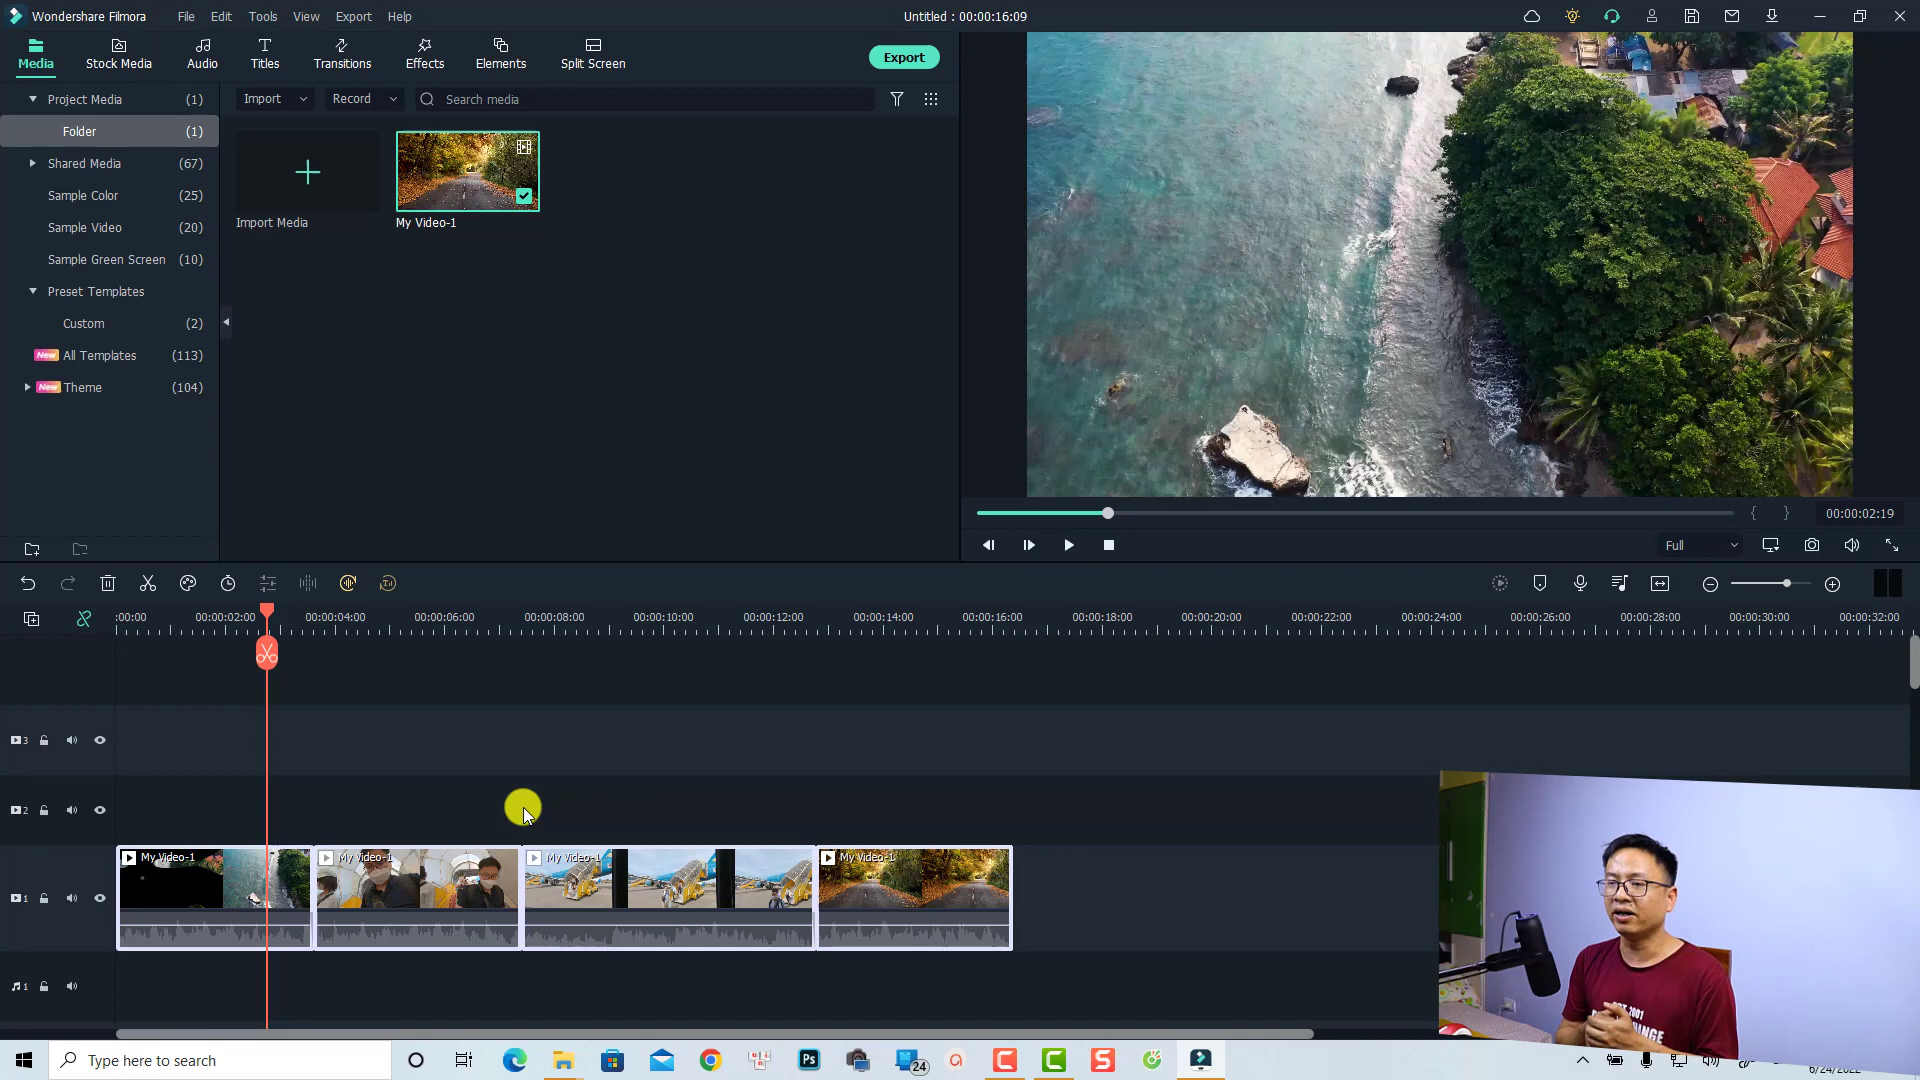 Wondershare Filmora File Edit Tools View Export Help Untitled : 00:00:16:09
Media Stock Media Audio Titles Transitions Effects Elements Split Screen Export
Project Media (1) Import Record Search media
Folder (1)
Shared Media (67)
Sample Color (25)
Import Media My Video-1
Sample Video (20)
Sample Green Screen (10)
Preset Templates
Custom (2)
New All Templates (113)
New Theme (104)
{ } 00:00:02:19
Full
:00:00 00:00:02:00 00:00:04:00 00:00:06:00 00:00:08:00 00:00:10:00 00:00:12:00 00:00:14:00 00:00:16:00 00:00:18:00 00:00:20:00 00:00:22:00 00:00:24:00 00:00:26:00 00:00:28:00 00:00:30:00 00:00:32:00
3
2
My Video-1 My Video-1 My Video-1 My Video-1
1
1
Type here to search Ps 24 C C S